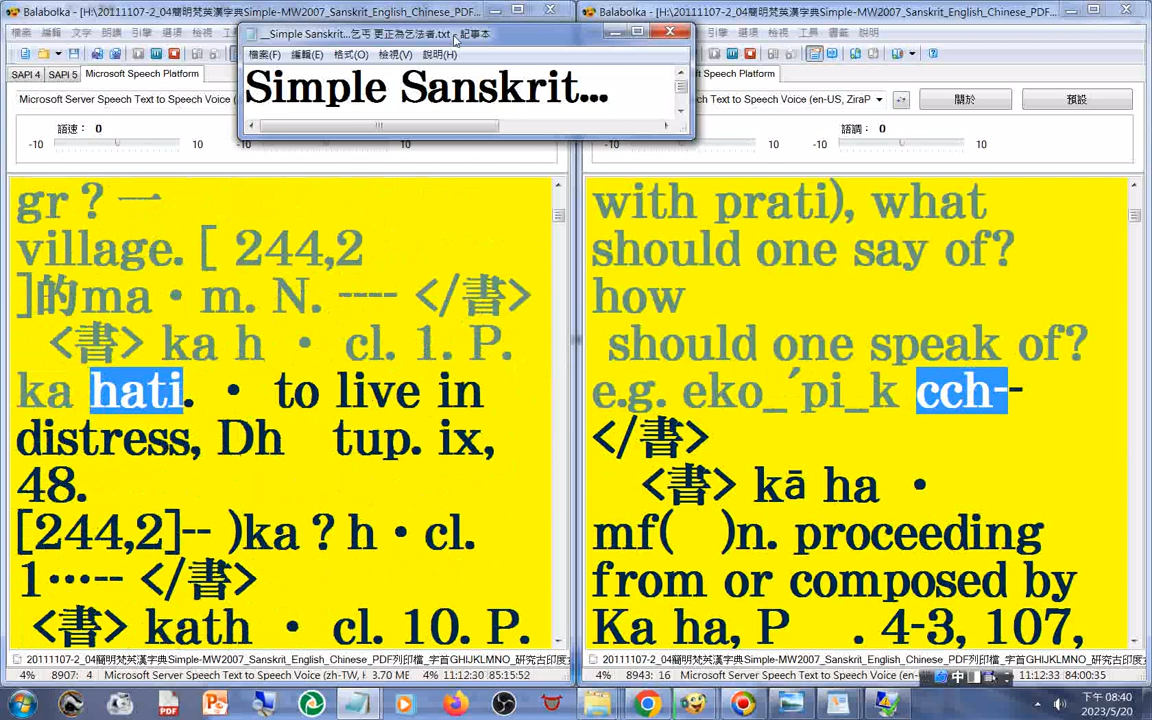 Balabolka - [H:\20111107-2_04簡明梵英漢字典Simple-MW2007_Sanskrit_English_Chinese_PDF...
Balabolka - [H:\20111107-2_04簡明梵英漢字典Simple-MW2007_Sanskrit_English_Chinese_PDF...
__Simple Sanskrit...乞丐 更正為乞法者.txt - 記事本
檔案(F) 編輯(E) 格式(O) 檢視(V) 說明(H)
Simple Sanskrit...
SAPI 4 SAPI 5 Microsoft Speech Platform
Speech Platform
Microsoft Server Speech Text to Speech Voice (
Microsoft Server Speech Text to Speech Voice (en-US, ZiraP
關於
預設
語速： 0
語調： 0
-10 10 -10 10
-10 10 -10 10
gr ? 一
village. [ 244,2
]的ma・m. N. ---- </書>
<書> ka h ・ cl. 1. P.
ka hati. ・ to live in
distress, Dh tup. ix,
48.
[244,2]-- )ka ? h・cl.
1…-- </書>
<書> kath ・ cl. 10. P.
with prati), what
should one say of?
how
should one speak of?
e.g. eko_´pi_k cch--
</書>
<書> kā ha ・
mf( )n. proceeding
from or composed by
Ka ha, P . 4-3, 107,
20111107-2_04簡明梵英漢字典Simple-MW2007_Sanskrit_English_Chinese_PDF列印檔_字首GHIJKLMNO_研究古印度
20111107-2_04簡明梵英漢字典Simple-MW2007_Sanskrit_English_Chinese_PDF列印檔_字首GHIJKLMNO_研究古印度
4% 8907: 4 Microsoft Server Speech Text to Speech Voice (zh-TW, 3.70 ME 4% 11:12:30 85:15:52
4% 8943: 16 Microsoft Server Speech Text to Speech Voice 11:12:33 84:00:35
中
下午 08:40
2023/5/20